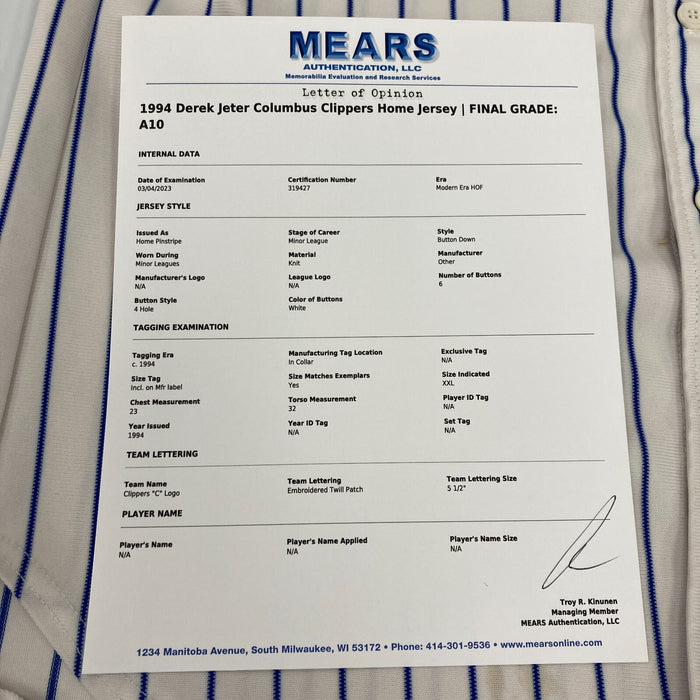 MEARS
AUTHENTICATION, LLC
Memorabilia Evaluation and Research Services
Letter of Opinion
1994 Derek Jeter Columbus Clippers Home Jersey | FINAL GRADE:
A10
INTERNAL DATA
Date of Examination Certification Number Era
03/04/2023 319427 Modern Era HOF
JERSEY STYLE
Issued As Stage of Career Style
Home Pinstripe Minor League Button Down
Worn During Material Manufacturer
Minor Leagues Knit Other
Manufacturer's Logo League Logo Number of Buttons
N/A N/A 6
Button Style Color of Buttons
4 Hole White
TAGGING EXAMINATION
Tagging Era Manufacturing Tag Location Exclusive Tag
c. 1994 In Collar N/A
Size Tag Size Matches Exemplars Size Indicated
Incl. on Mfr label Yes XXL
Chest Measurement Torso Measurement Player ID Tag
23 32 N/A
Year Issued Year ID Tag Set Tag
1994 N/A N/A
TEAM LETTERING
Team Name Team Lettering Team Lettering Size
Clippers "C" Logo Embroidered Twill Patch 5 1/2"
PLAYER NAME
Player's Name Player's Name Applied Player's Name Size
N/A N/A N/A
Troy R. Kinunen
Managing Member
MEARS Authentication, LLC
1234 Manitoba Avenue, South Milwaukee, WI 53172 • Phone: 414-301-9536 • www.mearsonline.com